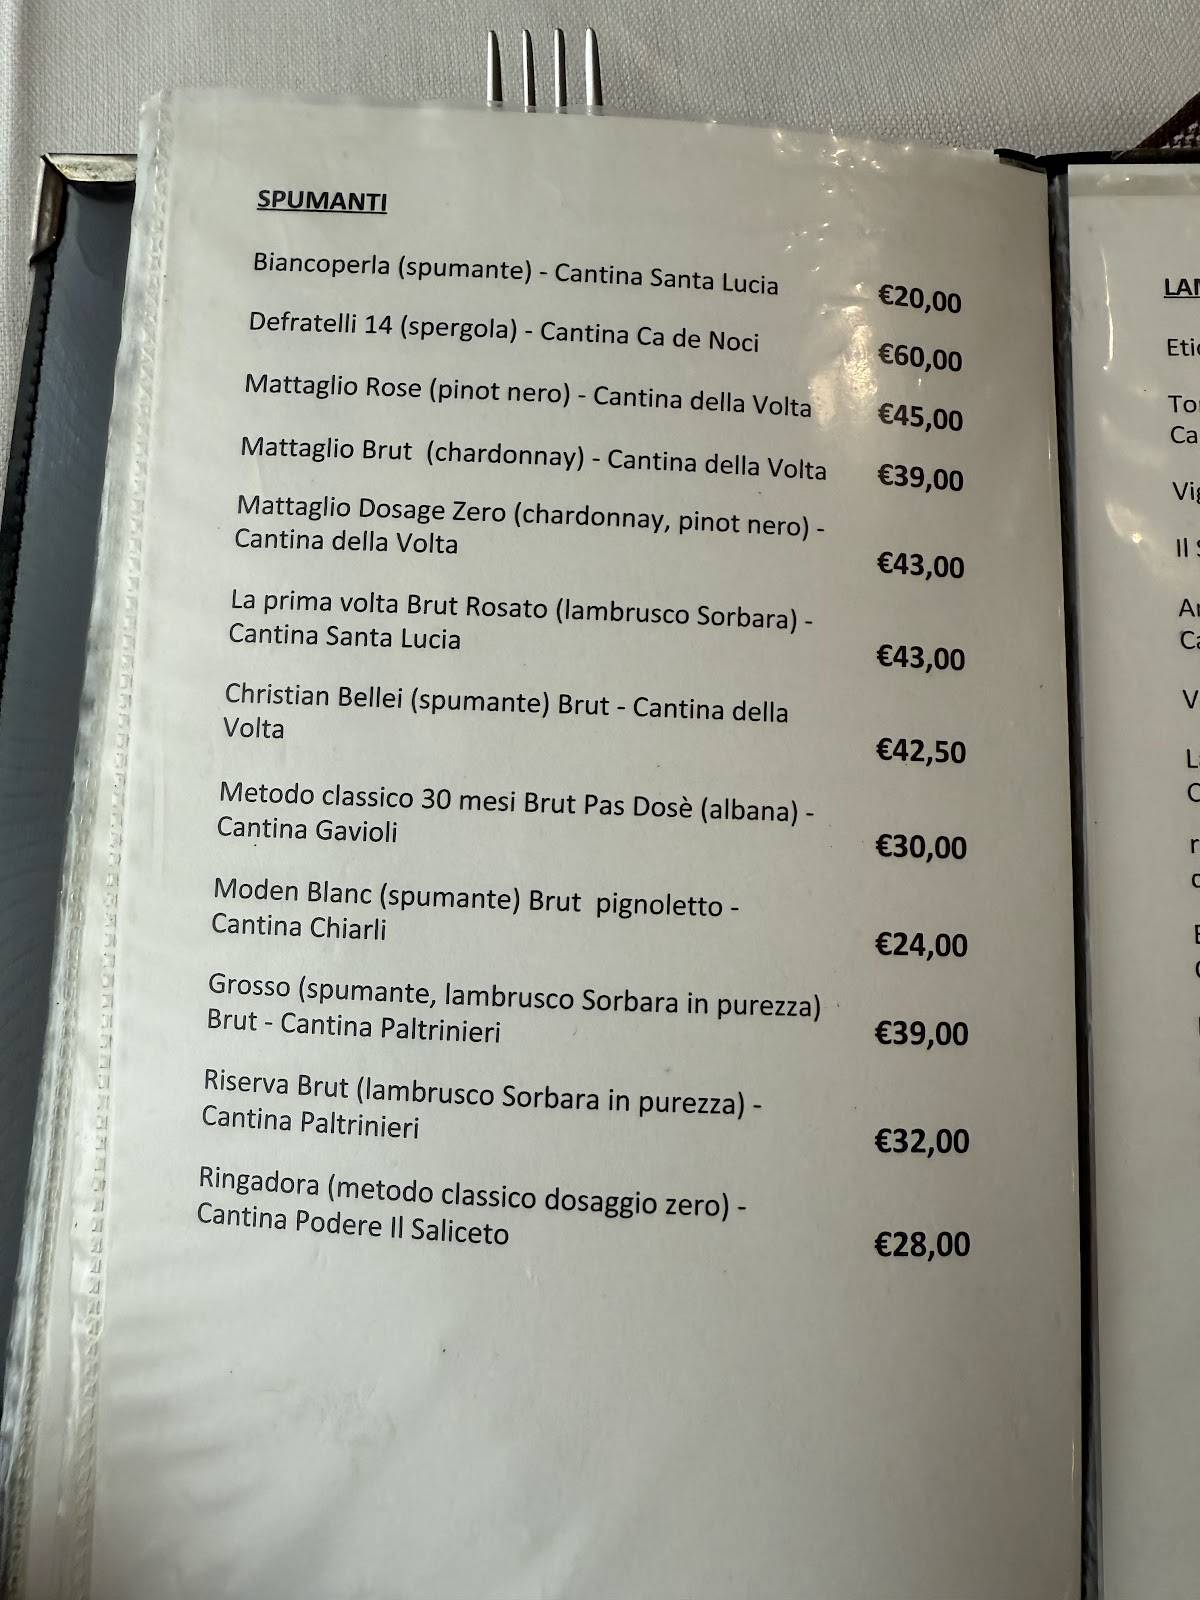 SPUMANTI
Biancoperla (spumante) - Cantina Santa Lucia €20,00
Defratelli 14 (spergola) - Cantina Ca de Noci €60,00
Mattaglio Rose (pinot nero) - Cantina della Volta €45,00
Mattaglio Brut (chardonnay) - Cantina della Volta €39,00
Mattaglio Dosage Zero (chardonnay, pinot nero) -
Cantina della Volta €43,00
La prima volta Brut Rosato (lambrusco Sorbara) -
Cantina Santa Lucia €43,00
Christian Bellei (spumante) Brut - Cantina della
Volta €42,50
Metodo classico 30 mesi Brut Pas Dosè (albana) -
Cantina Gavioli €30,00
Moden Blanc (spumante) Brut pignoletto -
Cantina Chiarli €24,00
Grosso (spumante, lambrusco Sorbara in purezza)
Brut - Cantina Paltrinieri €39,00
Riserva Brut (lambrusco Sorbara in purezza) -
Cantina Paltrinieri €32,00
Ringadora (metodo classico dosaggio zero) -
Cantina Podere Il Saliceto €28,00